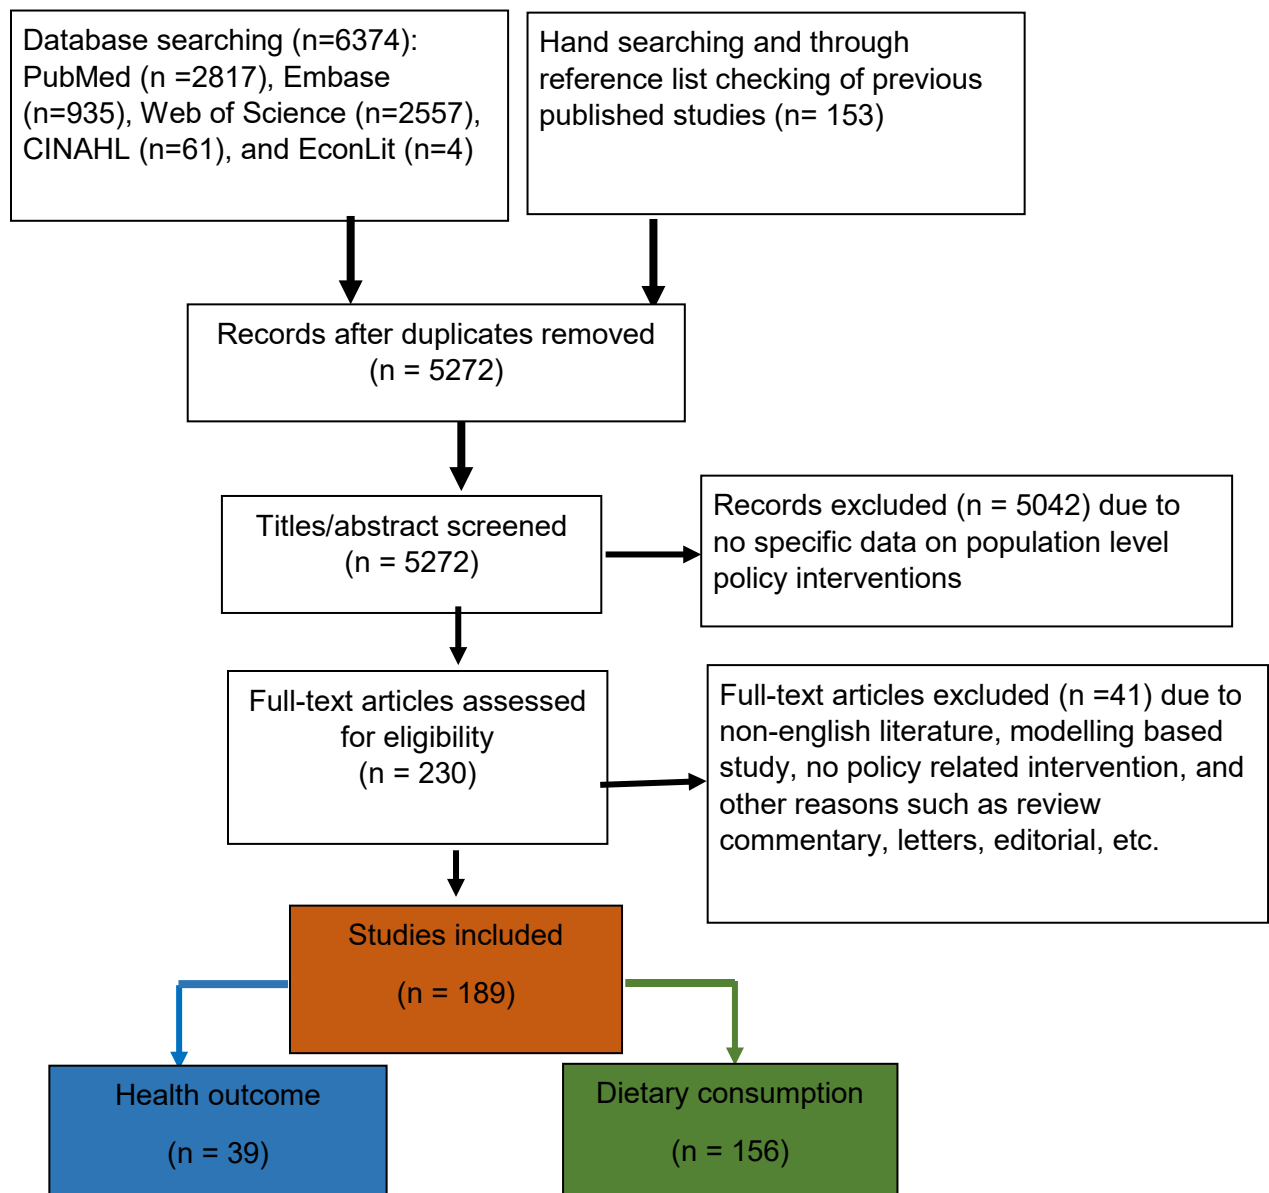 Database searching (n=6374):
PubMed (n =2817), Embase
(n=935), Web of Science (n=2557),
CINAHL (n=61), and EconLit (n=4)
Hand searching and through
reference list checking of previous
published studies (n= 153)
Records after duplicates removed
(n = 5272)
Titles/abstract screened
(n = 5272)
Records excluded (n = 5042) due to
no specific data on population level
policy interventions
Full-text articles assessed
for eligibility
(n = 230)
Full-text articles excluded (n =41) due to
non-english literature, modelling based
study, no policy related intervention, and
other reasons such as review
commentary, letters, editorial, etc.
Studies included
(n = 189)
Health outcome
(n = 39)
Dietary consumption
(n = 156)